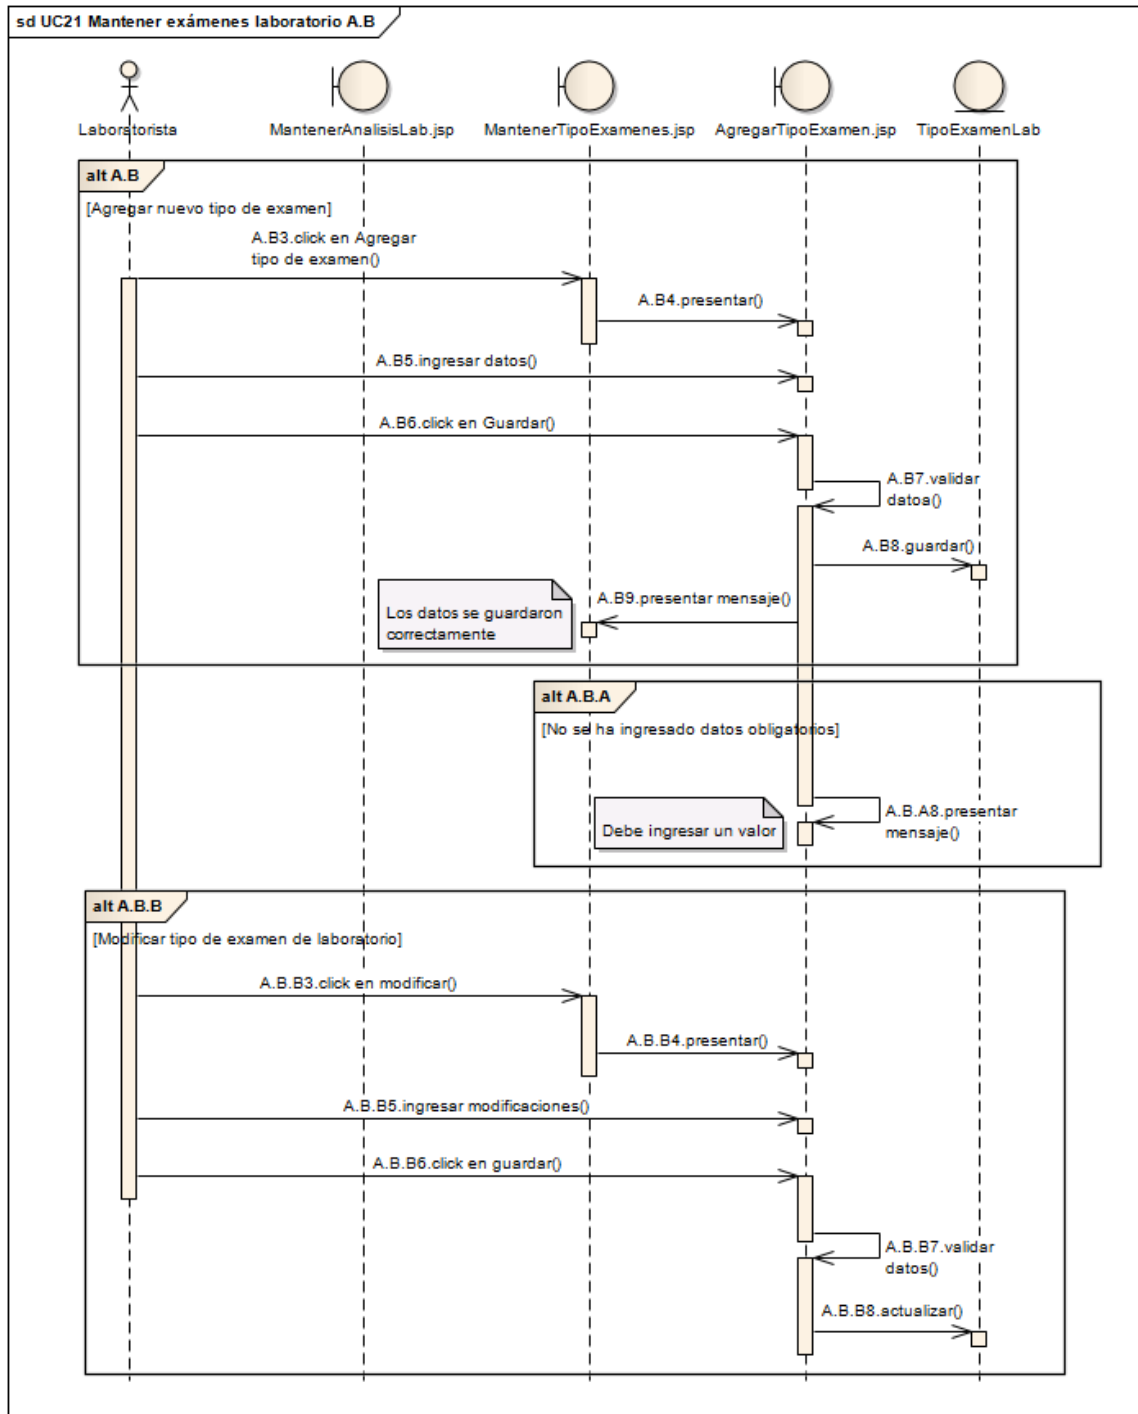 sd UC21 Mantener exámenes laboratorio A.B
Laboratorista
MantenerAnalisisLab.jsp
MantenerTipoExamenes.jsp
AgregarTipoExamen.jsp
TipoExamenLab
alt A.B
[Agregar nuevo tipo de examen]
A.B3.click en Agregar
tipo de examen()
A.B4.presentar()
A.B5.ingresar datos()
A.B6.click en Guardar()
A.B7.validar
datoa()
A.B8.guardar()
A.B9.presentar mensaje()
Los datos se guardaron
correctamente
alt A.B.A
[No se ha ingresado datos obligatorios]
A.B.A8.presentar
mensaje()
Debe ingresar un valor
alt A.B.B
[Modificar tipo de examen de laboratorio]
A.B.B3.click en modificar()
A.B.B4.presentar()
A.B.B5.ingresar modificaciones()
A.B.B6.click en guardar()
A.B.B7.validar
datos()
A.B.B8.actualizar()